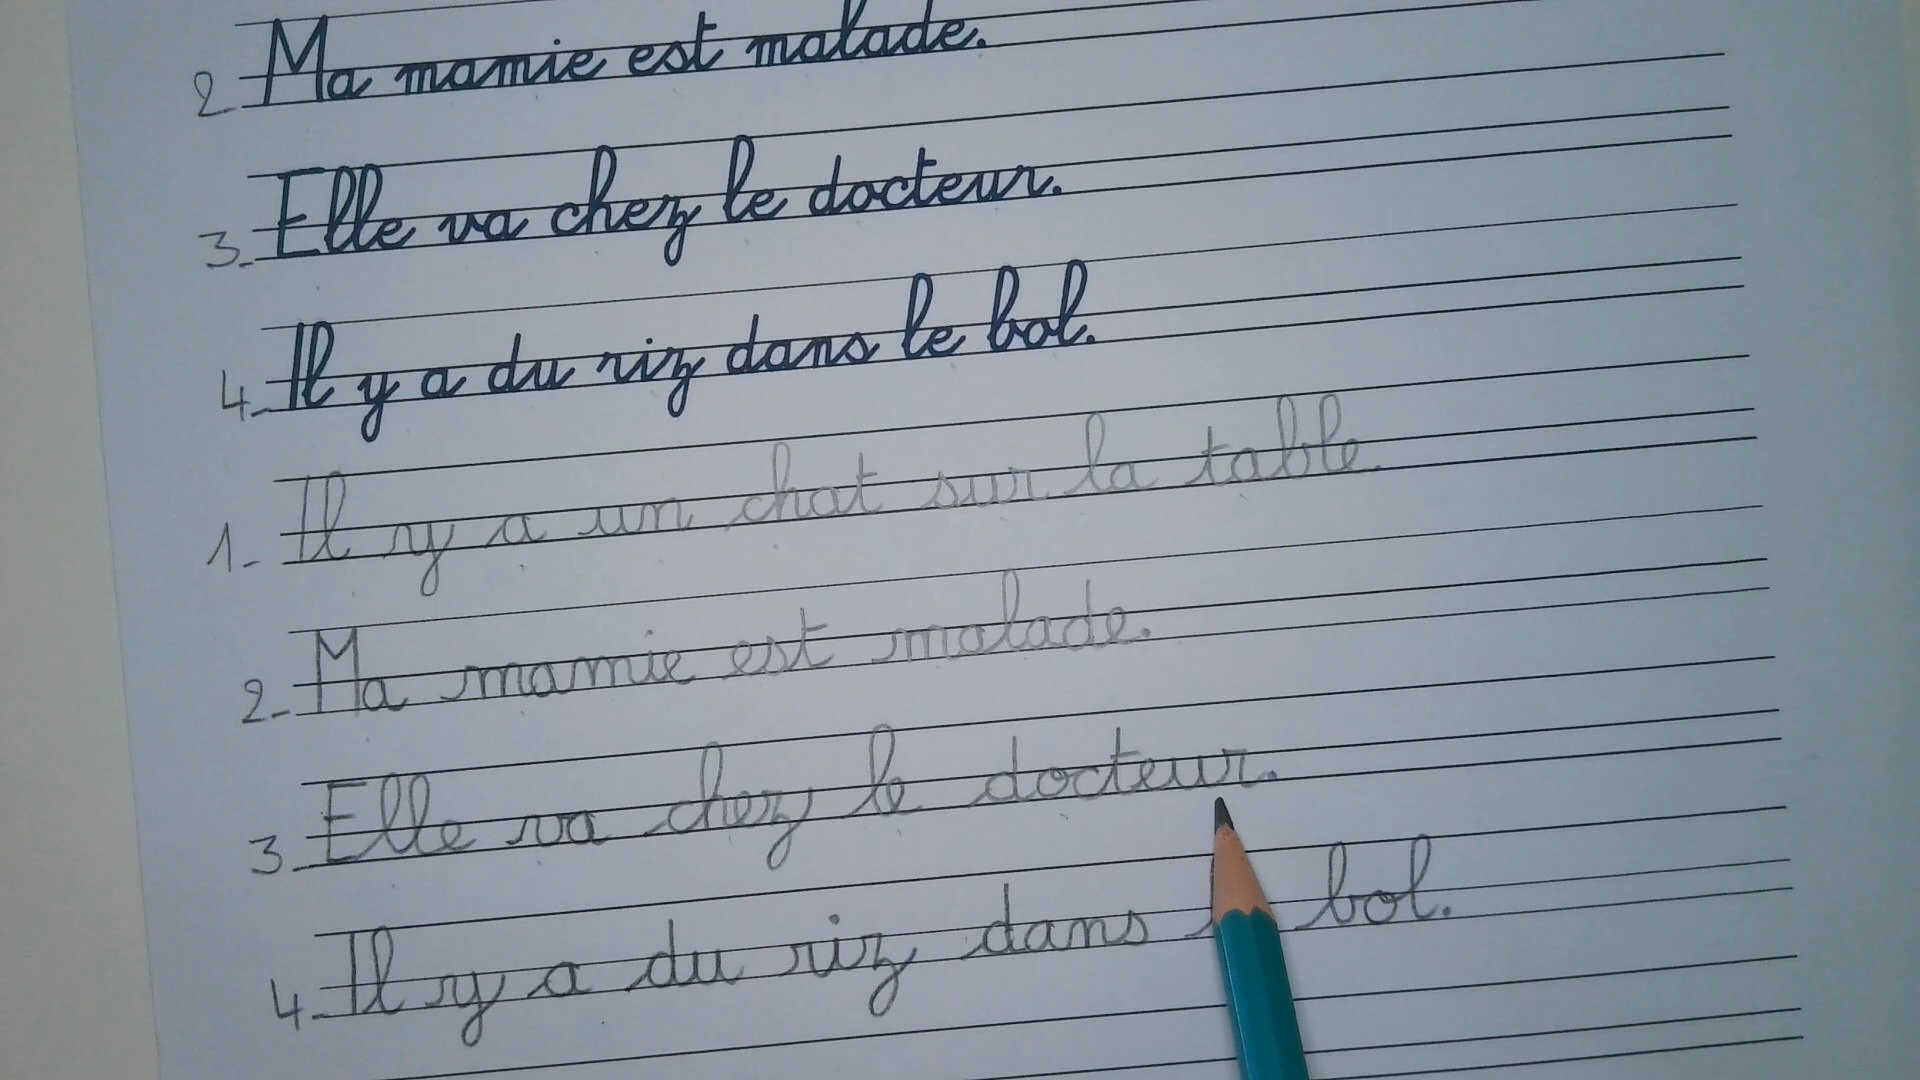 2 Ma mamie est malade.
3- Elle va chez le docteur.
4- Il y a du riz dans le bol.
1- Il y a un chat sur la table.
2- Ma mamie est malade.
3- Elle va chez le docteur.
4- Il y a du riz dans bol.